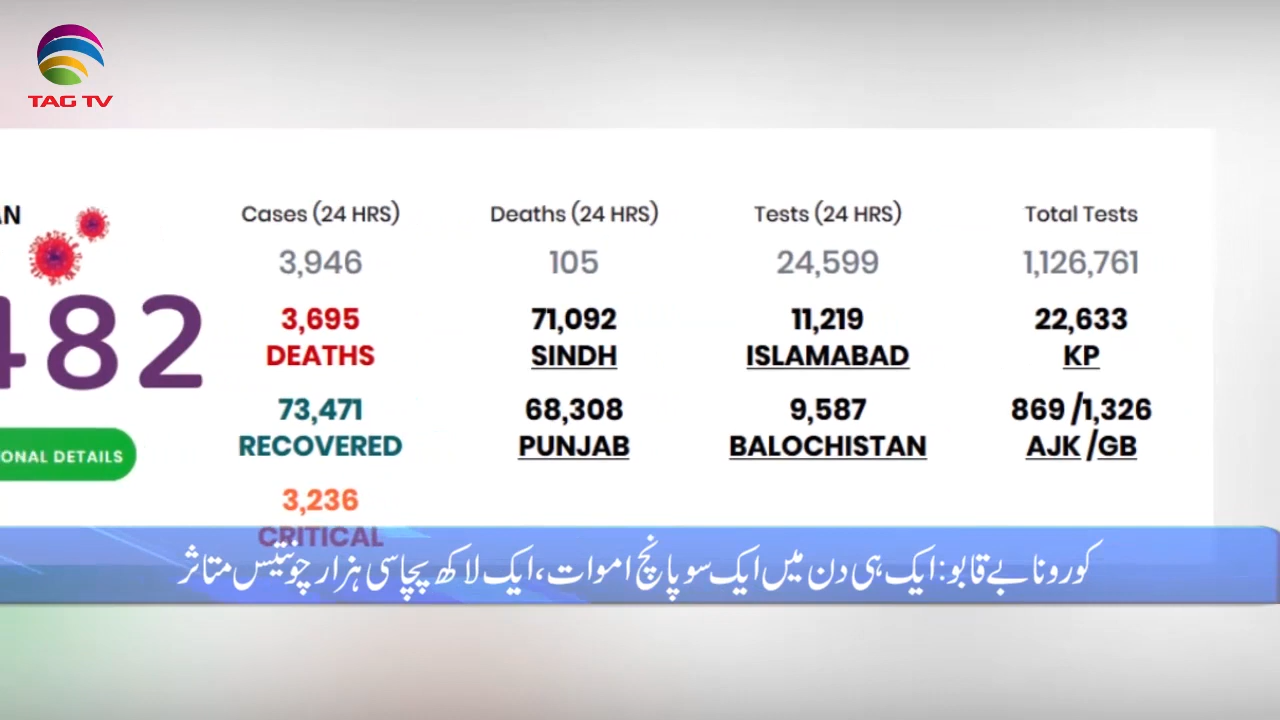 TAG TV
AN
Cases (24 HRS)
Deaths (24 HRS)
Tests (24 HRS)
Total Tests
3,946
105
24,599
1,126,761
482
3,695
DEATHS
71,092
SINDH
11,219
ISLAMABAD
22,633
KP
73,471
RECOVERED
68,308
PUNJAB
9,587
BALOCHISTAN
869 /1,326
AJK /GB
ONAL DETAILS
3,236
CRITICAL
کورونا بے قابو: ایک ہی دن میں ایک سو پانچ اموات، ایک لاکھ پچاسی ہزار چونتیس متاثر